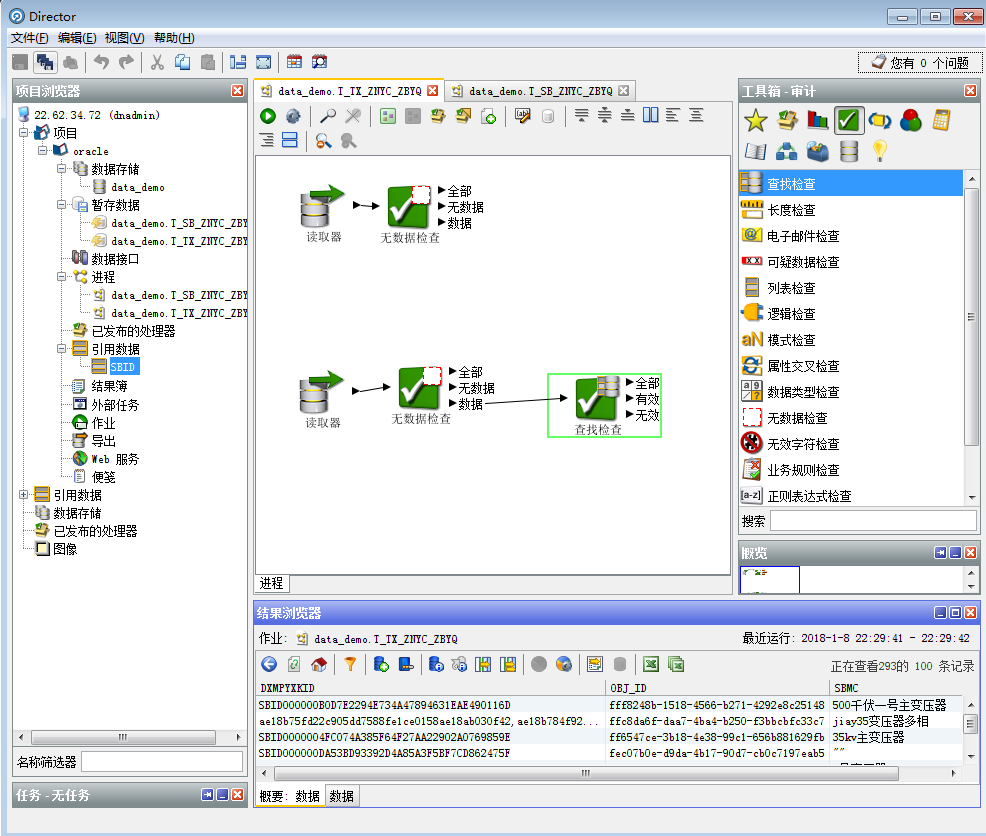 Director
文件(F) 编辑(E) 视图(V) 帮助(H)
您有 0 个问题
项目浏览器
22.62.34.72 (dnadmin)
项目
oracle
数据存储
data_demo
暂存数据
data_demo.T_SB_ZNYC_ZBY
data_demo.T_TX_ZNYC_ZBY
数据接口
进程
data_demo.T_SB_ZNYC_ZBY
data_demo.T_TX_ZNYC_ZBY
已发布的处理器
引用数据
SBID
结果簿
外部任务
作业
导出
Web 服务
便笺
引用数据
数据存储
已发布的处理器
图像
名称筛选器
任务 - 无任务
data_demo.T_TX_ZNYC_ZBYQ
data_demo.T_SB_ZNYC_ZBYQ
读取器
无数据检查
全部
无数据
数据
读取器
无数据检查
全部
无数据
数据
查找检查
全部
有效
无效
进程
工具箱 - 审计
查找检查
长度检查
电子邮件检查
可疑数据检查
列表检查
逻辑检查
模式检查
属性交叉检查
数据类型检查
无数据检查
无效字符检查
业务规则检查
正则表达式检查
搜索
概览
结果浏览器
作业: data_demo.T_TX_ZNYC_ZBYQ
最近运行: 2018-1-8 22:29:41 - 22:29:42
正在查看293的 100 条记录
DXMPYXKID OBJ_ID SBMC
SBID000000B0D7E2294E734A47894631EAE490116D fff8248b-1518-4566-b271-4292e8c25148 500千伏一号主变压器
ae18b75fd22c905dd7588fe1ce0158ae18ab030f42,ae18b784f92... ffc8da6f-daa7-4ba4-b250-f3bbcbfc33c7 jiay35变压器多相
SBID0000004FC074A385F64F27AA22902A0769859E ff6547ce-3b18-4e38-99c1-656b881629fb 35kv主变压器
SBID000000DA53BD93392D4A85A3F5BF7CD862475F fec07b0e-d9da-4b17-90d7-cb0c7197eab5 ""
概要: 数据 数据